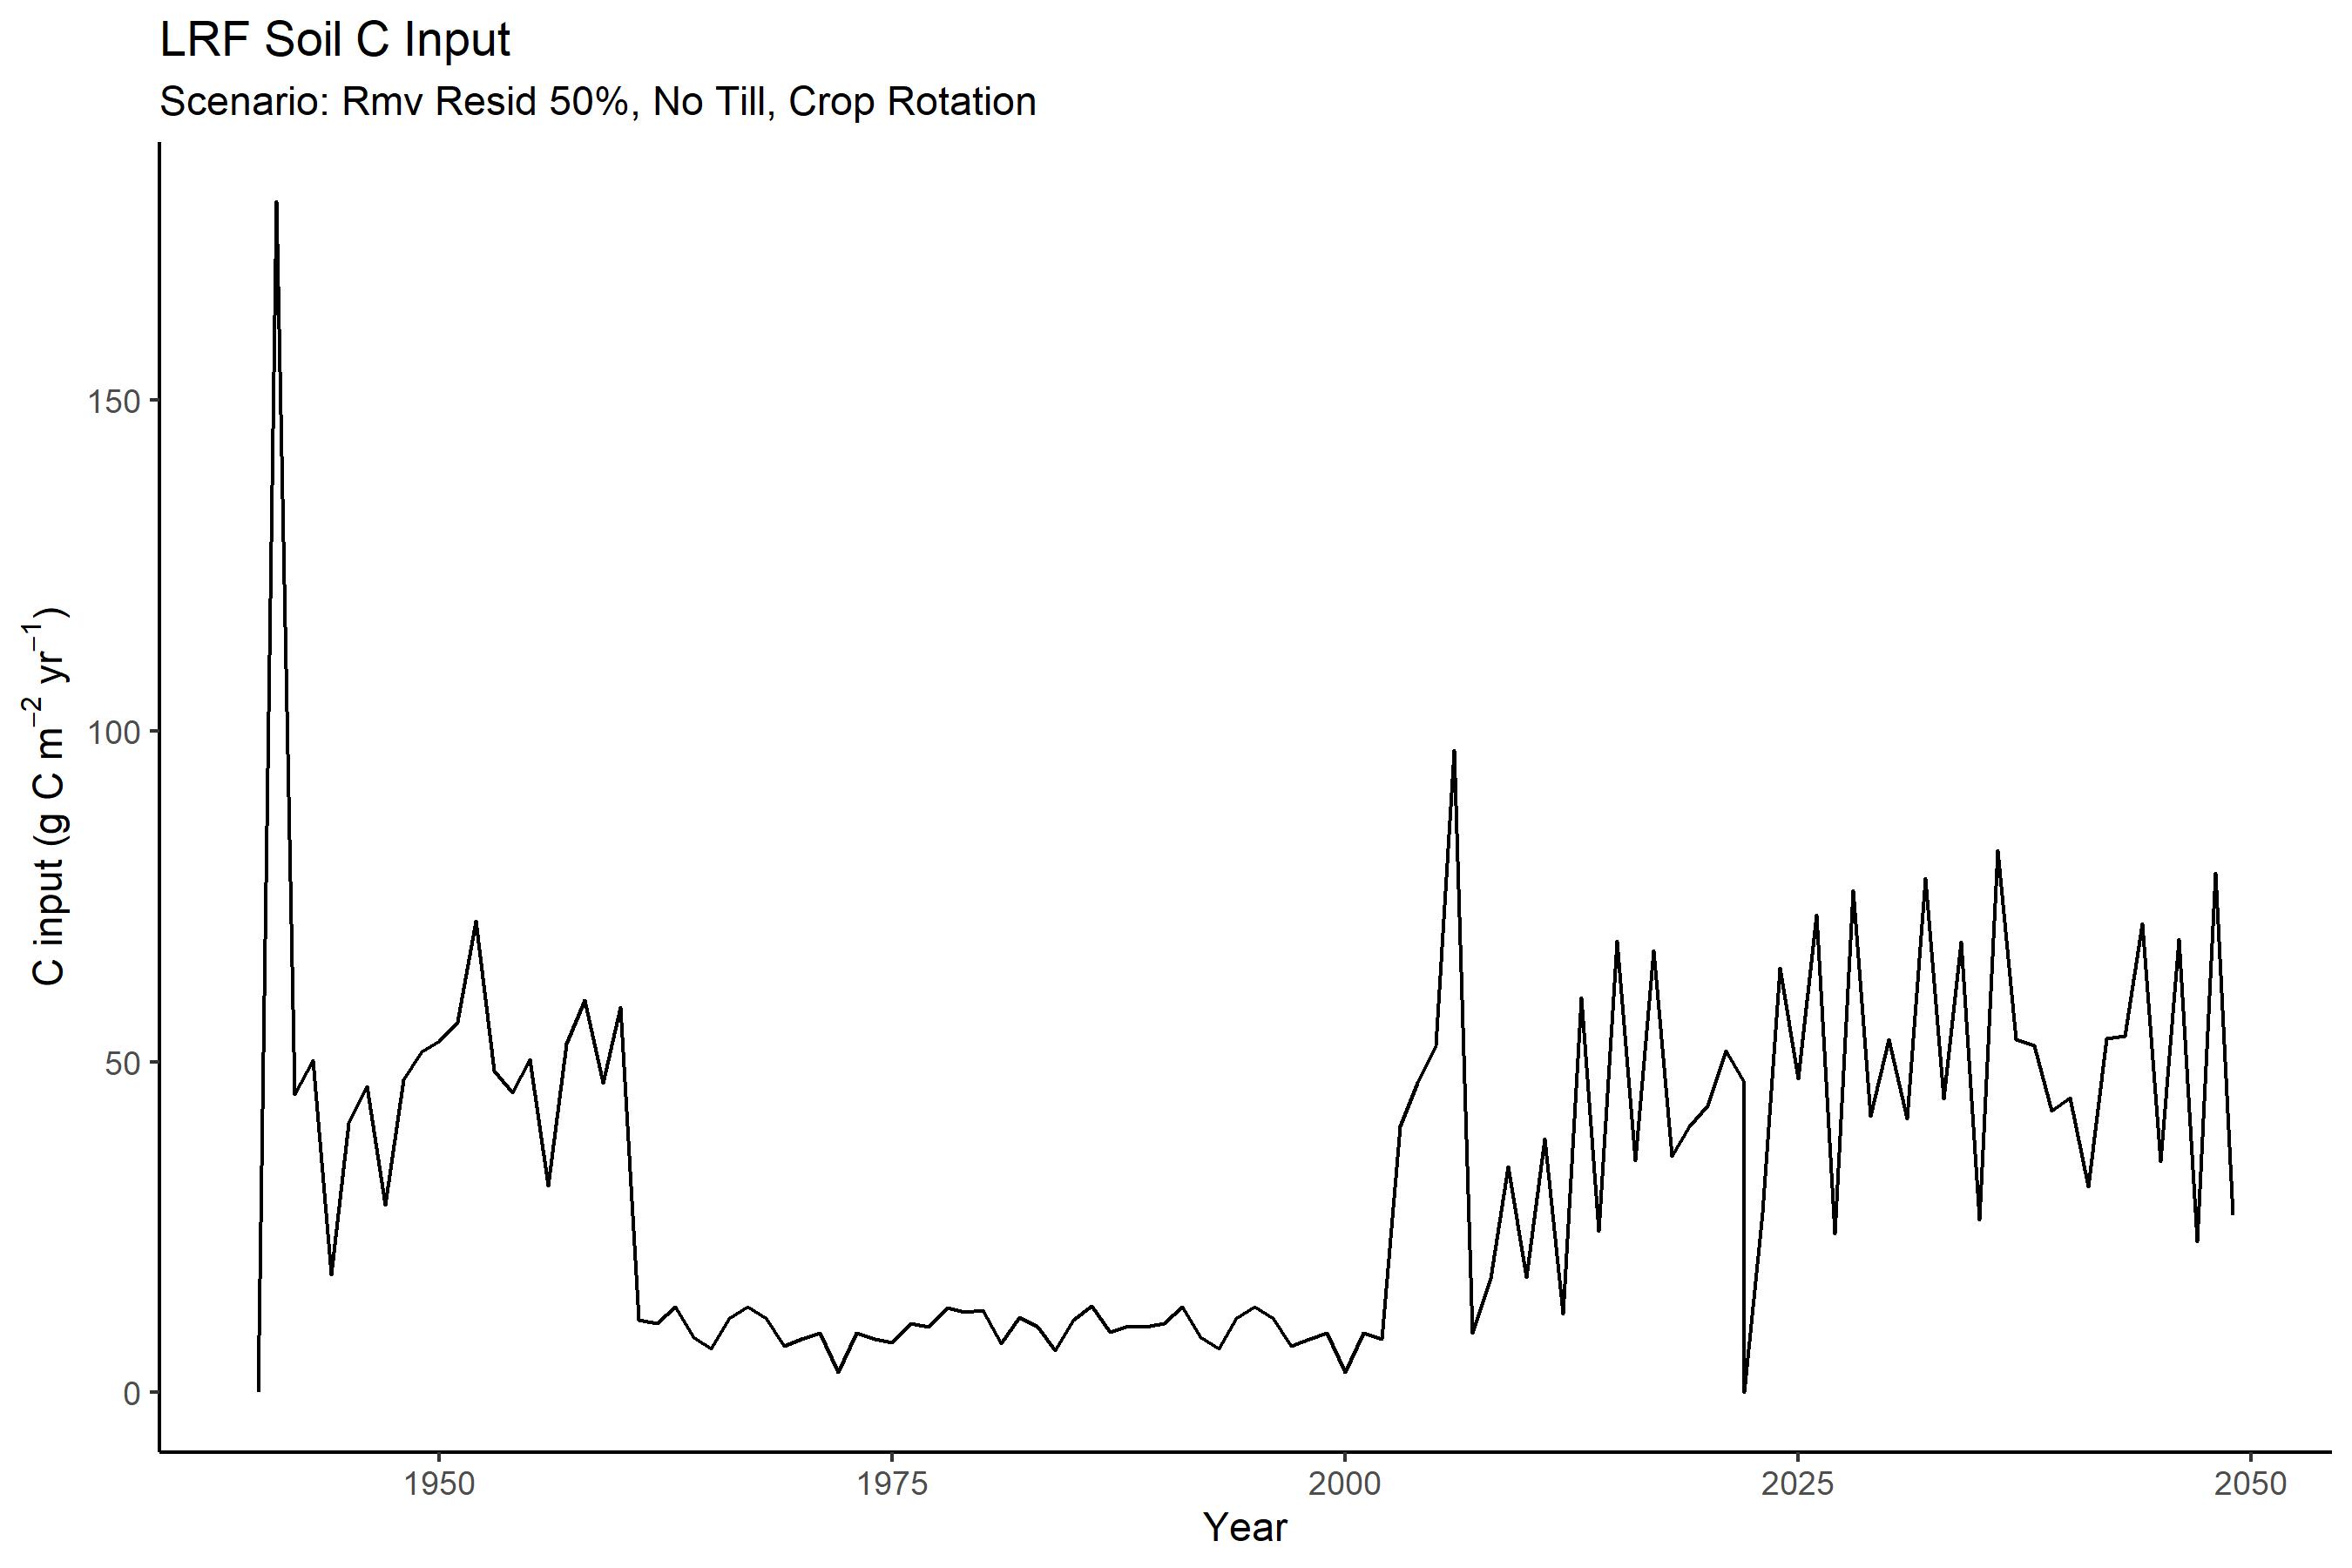 LRF Soil C Input
Scenario: Rmv Resid 50%, No Till, Crop Rotation
C input (g C m⁻² yr⁻¹)
150
100
50
0
1950 1975 2000 2025 2050
Year